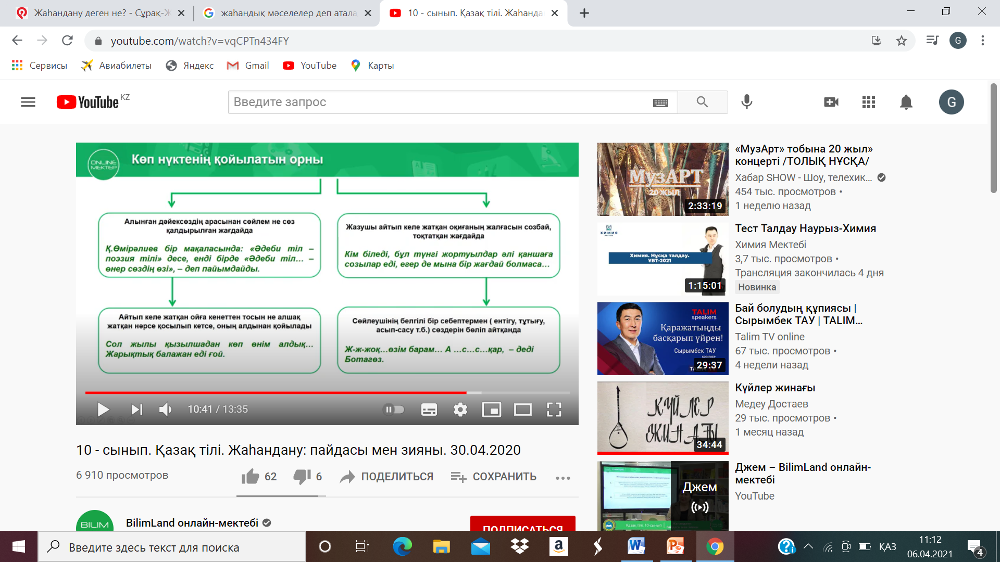 Жаһандану деген не? - Сұрақ-Ж
жаһандық мәселелер деп атала
10 - сынып. Қазақ тілі. Жаһанда
youtube.com/watch?v=vqCPTn434FY
G
Сервисы
Авиабилеты
Яндекс
Gmail
YouTube
Карты
YouTube KZ
Введите запрос
G
ONLINE
МЕКТЕП
Көп нүктенің қойылатын орны
Алынған дәйексөздің арасынан сөйлем не сөз
қалдырылған жағдайда
Қ.Өмірәлиев бір мақаласында: «Әдеби тіл –
поэзия тілі» десе, енді бірде «Әдеби тіл... –
өнер сөздің өзі», – деп пайымдайды.
Жазушы айтып келе жатқан оқиғаның жалғасын созбай,
тоқтатқан жағдайда
Кім біледі, бұл түнгі жортуылдар әлі қаншаға
созылар еді, егер де мына бір жағдай болмаса...
Айтып келе жатқан ойға кенеттен тосын не алшақ
жатқан нәрсе қосылып кетсе, оның алдынан қойылады
Сол жылы қызылшадан көп өнім алдық...
Жарықтық балажан еді ғой.
Сөйлеушінің белгілі бір себептермен ( ентігу, тұтығу,
асып-сасу т.б.) сөздерін бөліп айтқанда
Ж-ж-жоқ...өзім барам... А ...с...с...қар, – деді
Ботагөз.
10:41 / 13:35
10 - сынып. Қазақ тілі. Жаһандану: пайдасы мен зияны. 30.04.2020
6 910 просмотров
62
6
ПОДЕЛИТЬСЯ
СОХРАНИТЬ
BILIM
BilimLand онлайн-мектебі
ПОДПИСАТЬСЯ
МузАРТ
20 жыл
2:33:19
«МузАрт» тобына 20 жыл»
концерті /ТОЛЫҚ НҰСҚА/
Хабар SHOW - Шоу, телехик...
454 тыс. просмотров •
1 неделю назад
ХИМИЯ
Химия. Нұсқа талдау.
ҰБТ-2021
1:15:01
Тест Талдау Наурыз-Химия
Химия Мектебі
3,7 тыс. просмотров •
Трансляция закончилась 4 дня
Новинка
TALIM
speakers
Қаражатыңды
басқарып үйрен!
Сырымбек ТАУ
29:37
Бай болудың құпиясы |
Сырымбек ТАУ | TALIM...
Talim TV online
67 тыс. просмотров •
4 недели назад
КҮЙЛЕР
ЖИНАҒЫ
34:44
Күйлер жинағы
Медеу Достаев
29 тыс. просмотров •
1 месяц назад
Джем
Қазақ тілі. 10-сынып
Джем – BilimLand онлайн-
мектебі
YouTube
Введите здесь текст для поиска
ҚАЗ
11:12
06.04.2021
4